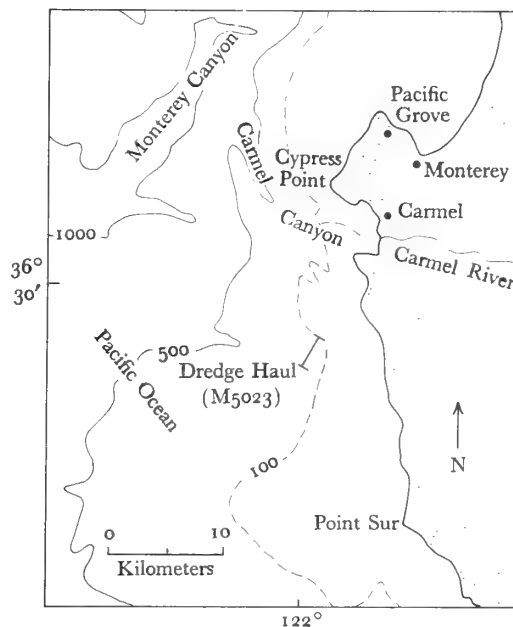 Monterey Canyon
Pacific
Grove
Carmel
Cypress
Point
Monterey
Carmel
Canyon
1000
Carmel River
36°
30'
500
Pacific Ocean
Dredge Haul
(M5023)
100
N
0 10
Kilometers
Point Sur
122°